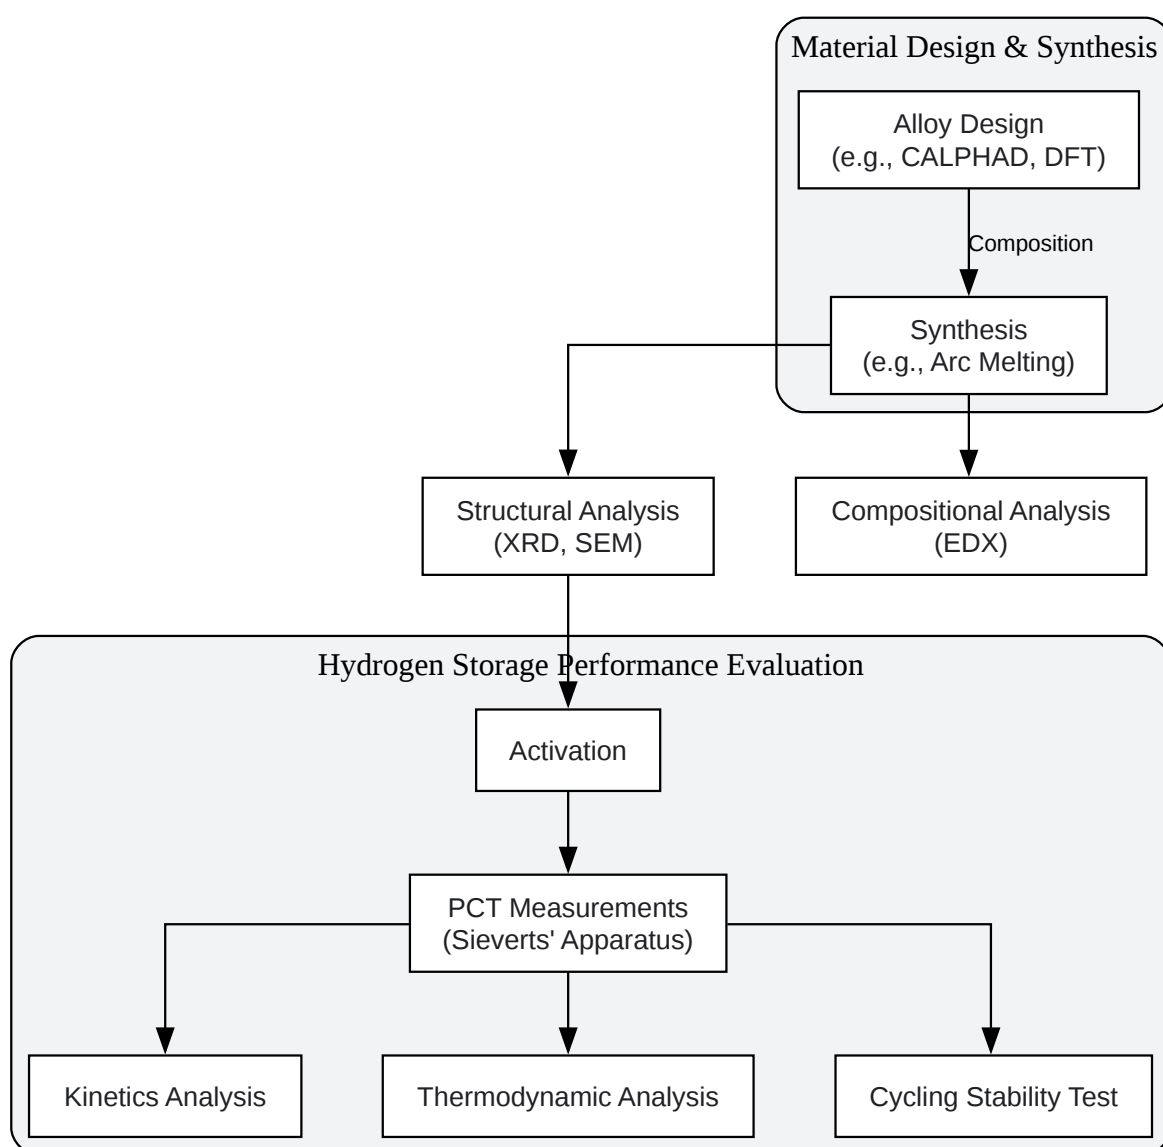 Material Design & Synthesis
Alloy Design
(e.g., CALPHAD, DFT)
Composition
Synthesis
(e.g., Arc Melting)
Structural Analysis
(XRD, SEM)
Compositional Analysis
(EDX)
Hydrogen Storage Performance Evaluation
Activation
PCT Measurements
(Sieverts' Apparatus)
Kinetics Analysis
Thermodynamic Analysis
Cycling Stability Test